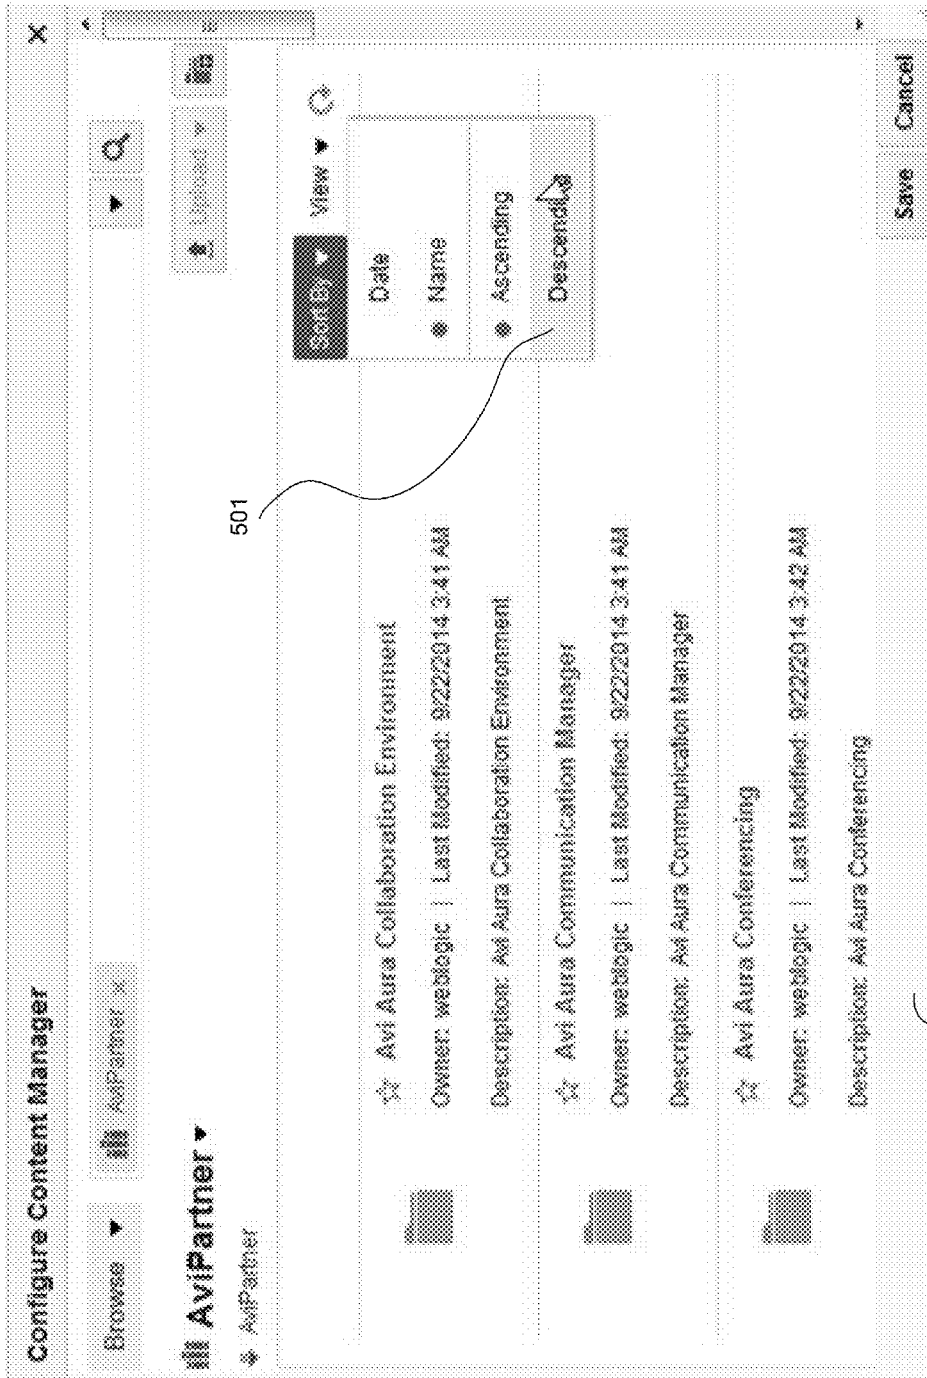 Configure Content Manager X
Browse
AviPartner ×
Upload
AviPartner
AviPartner
501
Sort By View
Date
Name
Ascending
Descending
Avi Aura Collaboration Environment
Owner: weblogic | Last Modified: 9/22/2014 3:41 AM
Description: Avi Aura Collaboration Environment
Avi Aura Communication Manager
Owner: weblogic | Last Modified: 9/22/2014 3:41 AM
Description: Avi Aura Communication Manager
Avi Aura Conferencing
Owner: weblogic | Last Modified: 9/22/2014 3:42 AM
Description: Avi Aura Conferencing
Save Cancel